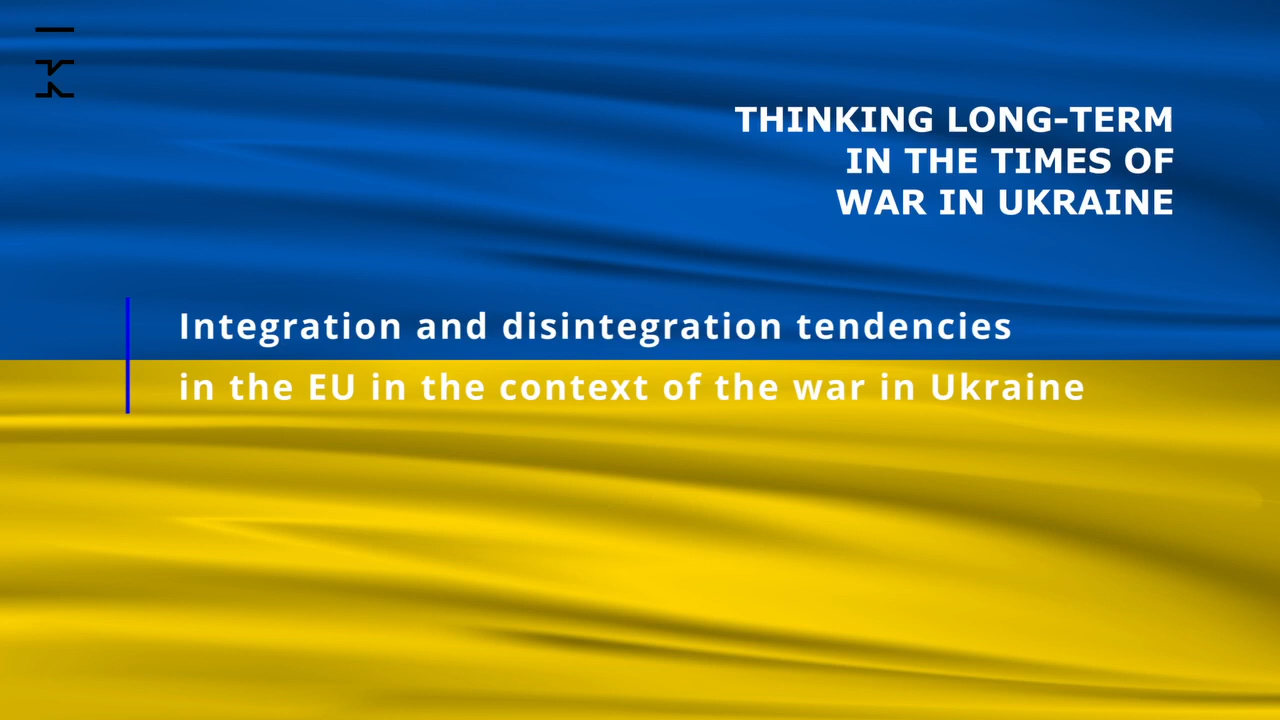 THINKING LONG-TERM
IN THE TIMES OF
WAR IN UKRAINE
Integration and disintegration tendencies
in the EU in the context of the war in Ukraine